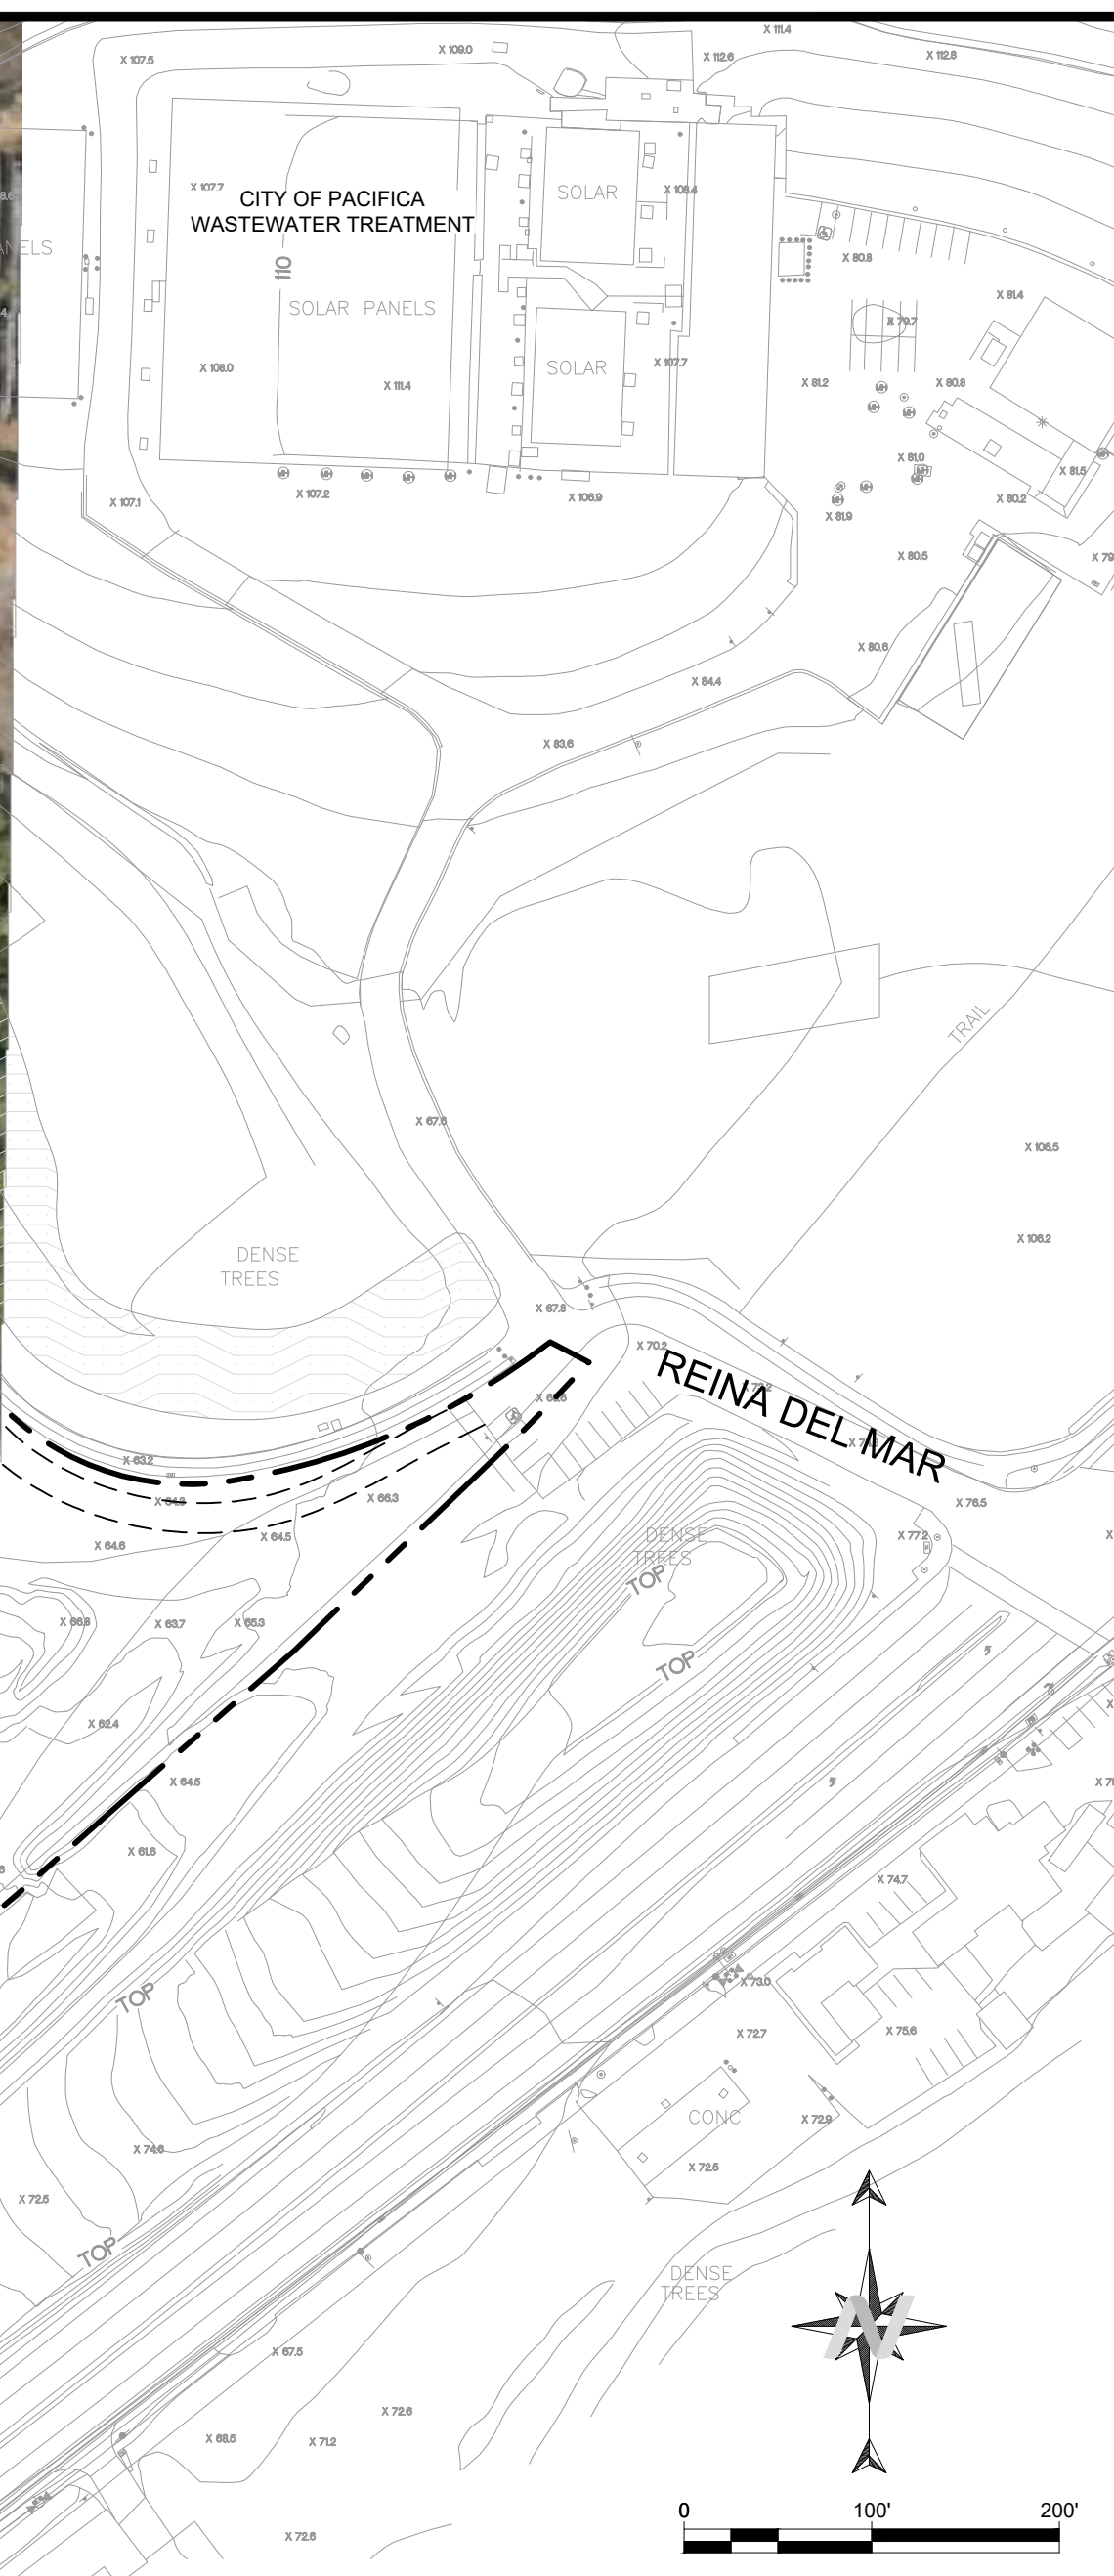 X 111.4
X 107.5
X 109.0
X 112.6
X 112.8
X 107.7
CITY OF PACIFICA
WASTEWATER TREATMENT
SOLAR
X 108.4
110
X 80.8
X 81.4
SOLAR PANELS
X 79.7
X 108.0
X 111.4
SOLAR
X 107.7
X 81.2
X 80.8
X 81.0
X 81.5
X 107.1
X 107.2
X 106.9
X 80.2
X 81.9
X 80.5
X 80.6
X 84.4
X 83.6
TRAIL
X 67.6
X 106.5
X 106.2
DENSE
TREES
X 67.8
X 70.2
REINA DEL MAR
X 63.2
X 66.3
X 76.5
X 64.6
X 64.5
X 77.2
DENSE
TREES
TOP
X 66.8
X 63.7
X 65.3
TOP
X 62.4
X 64.5
X 61.6
X 74.7
TOP
X 73.0
X 72.7
X 75.6
CONC
X 72.9
X 74.6
X 72.5
X 72.5
TOP
DENSE
TREES
N
X 67.5
X 72.6
X 68.5
X 71.2
X 72.6
0 100' 200'